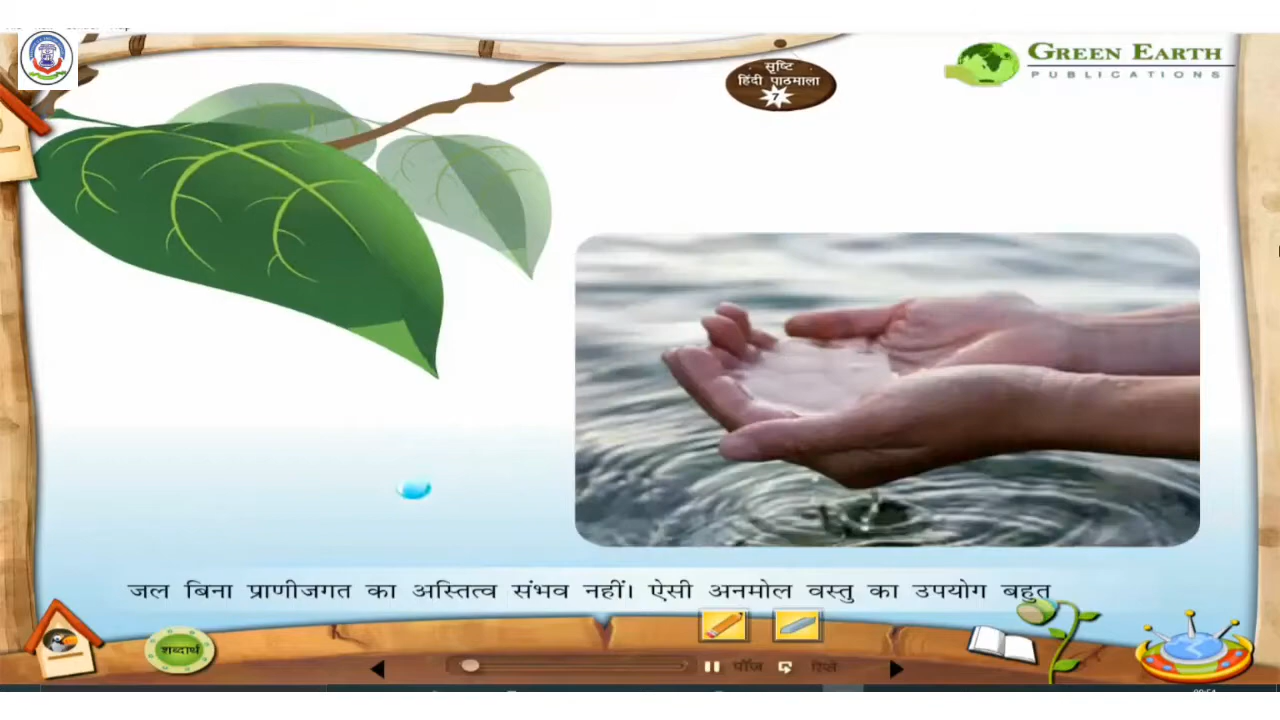 सृष्टि
हिंदी पाठमाला
7
GREEN EARTH
PUBLICATIONS
जल बिना प्राणीजगत का अस्तित्व संभव नहीं। ऐसी अनमोल वस्तु का उपयोग बहुत
शब्दार्थ
पॉज